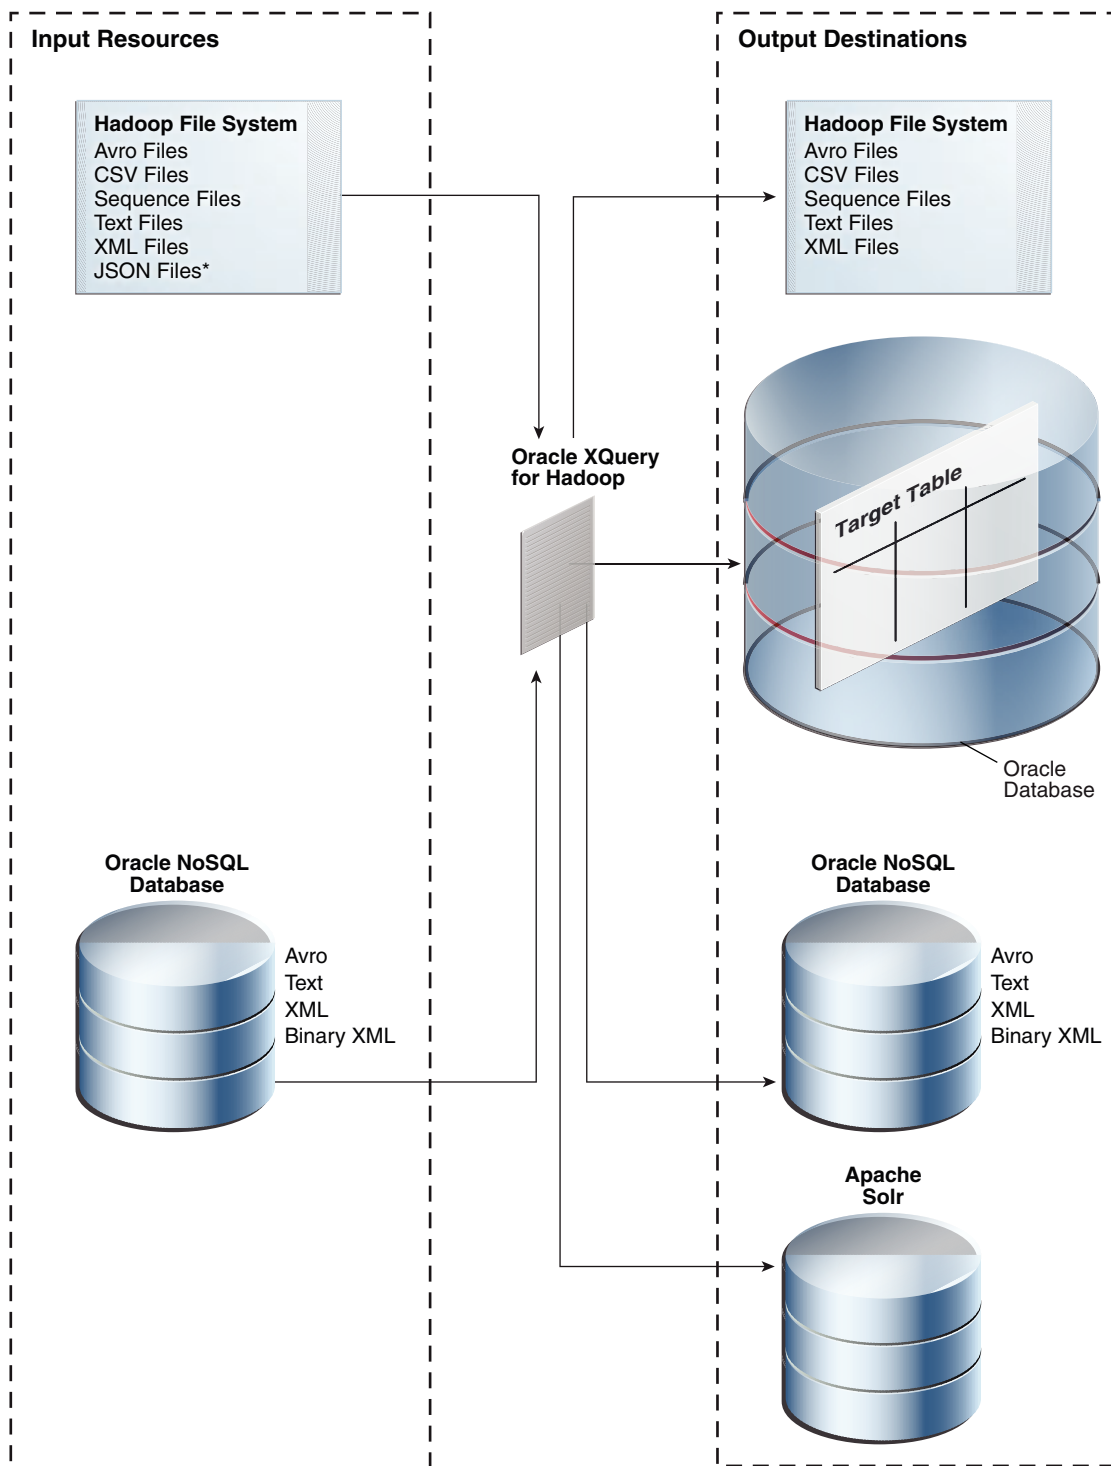 Input Resources
Hadoop File System
Avro Files
CSV Files
Sequence Files
Text Files
XML Files
JSON Files*
Oracle NoSQL
Database
Avro
Text
XML
Binary XML
Oracle XQuery
for Hadoop
Output Destinations
Hadoop File System
Avro Files
CSV Files
Sequence Files
Text Files
XML Files
Target Table
Oracle
Database
Oracle NoSQL
Database
Avro
Text
XML
Binary XML
Apache
Solr